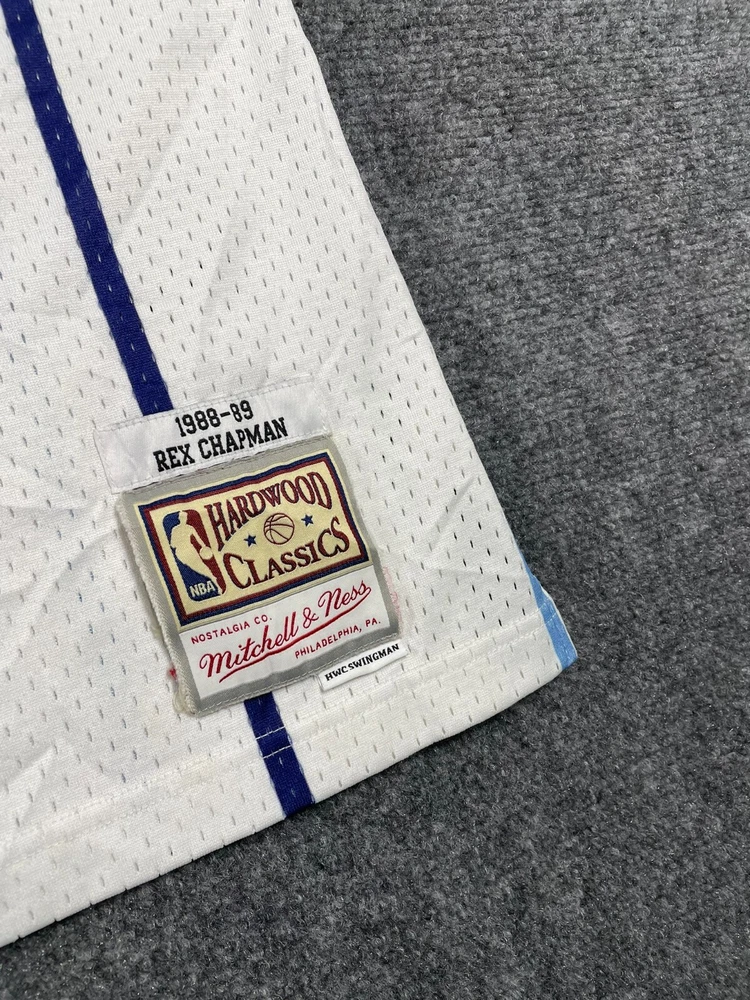 1988-89
REX CHAPMAN
HARDWOOD
CLASSICS
NBA
NOSTALGIA CO.
Mitchell & Ness
PHILADELPHIA, PA.
HWCSWINGMAN